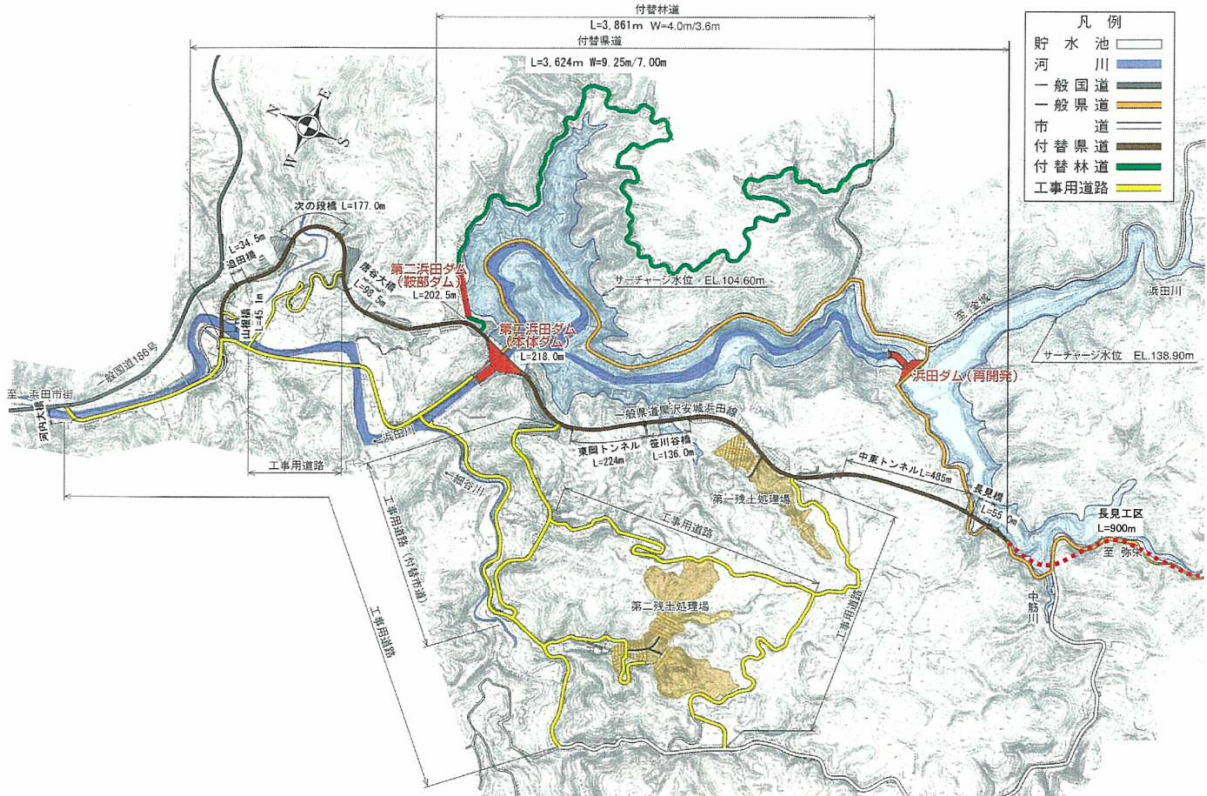 付替林道
L=3,861m W=4.0m/3.6m
付替県道
L=3,624m W=9.25m/7.00m
凡例
貯水池
河川
一般国道
一般県道
市道
付替県道
付替林道
工事用道路
N
E
W
S
次の段橋 L=177.0m
L=34.5m
迫田橋
山根橋
L=45.1m
L=98.5m
第二浜田ダム
(鞍部ダム)
L=202.5m
第二浜田ダム
(本体ダム)
L=218.0m
サーチャージ水位 EL.104.60m
至 金城
浜田川
サーチャージ水位 EL.138.90m
浜田ダム(再開発)
一般国道186号
至 浜田市街
河内大橋
浜田川
工事用道路
細谷川
工事用道路(付替市道)
工事用道路
一般県道黒沢安城浜田線
東岡トンネル
L=224m
笹川谷橋
L=136.0m
第一残土処理場
中東トンネルL=485m
長見橋
L=55.0m
長見工区
L=900m
至 弥栄
中筋川
工事用道路
第二残土処理場
工事用道路